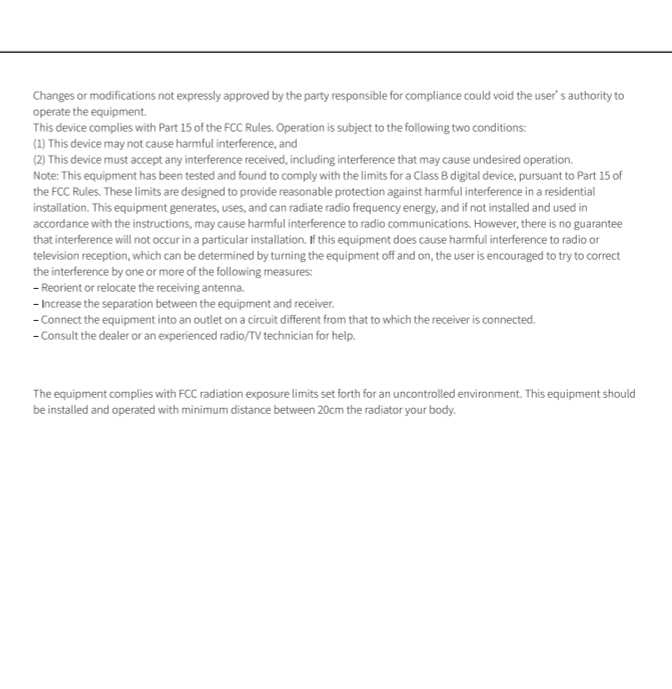 Changes or modifications not expressly approved by the party responsible for compliance could void the user's authority to
operate the equipment.
This device complies with Part 15 of the FCC Rules. Operation is subject to the following two conditions:
(1) This device may not cause harmful interference, and
(2) This device must accept any interference received, including interference that may cause undesired operation.
Note: This equipment has been tested and found to comply with the limits for a Class B digital device, pursuant to Part 15 of
the FCC Rules. These limits are designed to provide reasonable protection against harmful interference in a residential
installation. This equipment generates, uses, and can radiate radio frequency energy, and if not installed and used in
accordance with the instructions, may cause harmful interference to radio communications. However, there is no guarantee
that interference will not occur in a particular installation. If this equipment does cause harmful interference to radio or
television reception, which can be determined by turning the equipment off and on, the user is encouraged to try to correct
the interference by one or more of the following measures:
– Reorient or relocate the receiving antenna.
– Increase the separation between the equipment and receiver.
– Connect the equipment into an outlet on a circuit different from that to which the receiver is connected.
– Consult the dealer or an experienced radio/TV technician for help.
The equipment complies with FCC radiation exposure limits set forth for an uncontrolled environment. This equipment should
be installed and operated with minimum distance between 20cm the radiator your body.